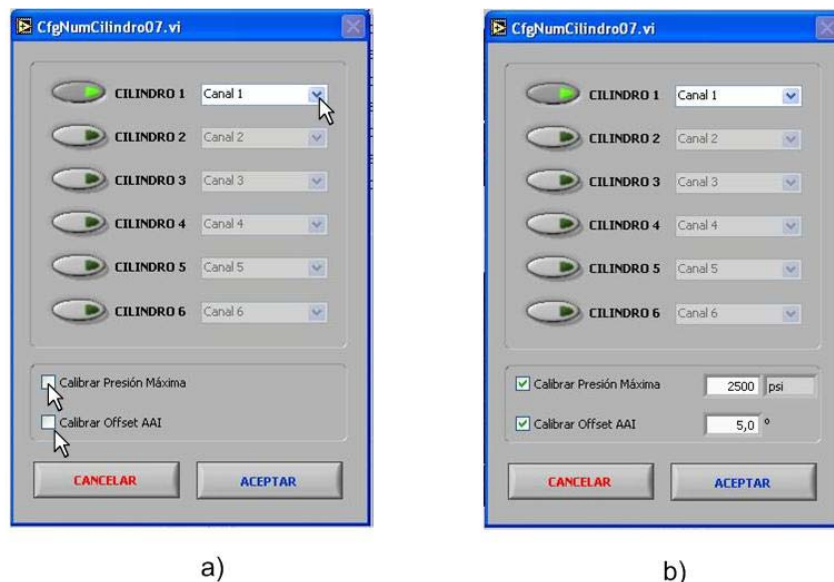 CfgNumCilindro07.vi
CILINDRO 1 Canal 1
CILINDRO 2 Canal 2
CILINDRO 3 Canal 3
CILINDRO 4 Canal 4
CILINDRO 5 Canal 5
CILINDRO 6 Canal 6
Calibrar Presión Máxima
Calibrar Offset AAI
CANCELAR ACEPTAR
a)
CfgNumCilindro07.vi
CILINDRO 1 Canal 1
CILINDRO 2 Canal 2
CILINDRO 3 Canal 3
CILINDRO 4 Canal 4
CILINDRO 5 Canal 5
CILINDRO 6 Canal 6
Calibrar Presión Máxima 2500 psi
Calibrar Offset AAI 5,0 º
CANCELAR ACEPTAR
b)